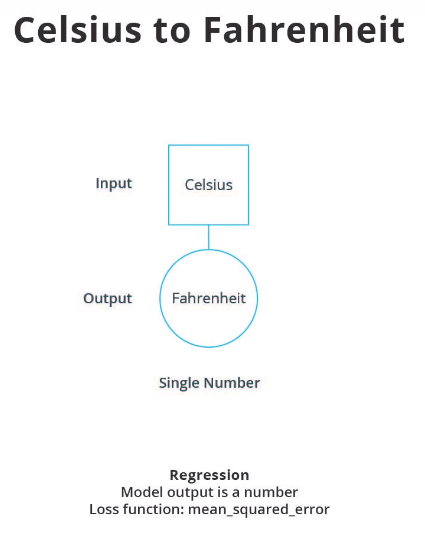 Celsius to Fahrenheit
Input
Celsius
Output
Fahrenheit
Single Number
Regression
Model output is a number
Loss function: mean_squared_error